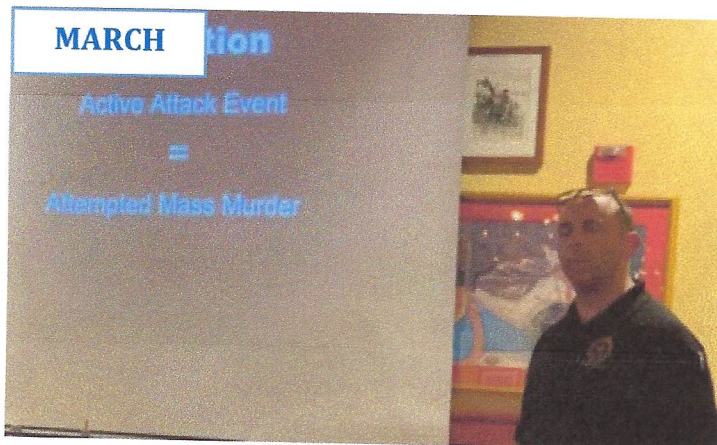 MARCH tion
Active Attack Event
=
Attempted Mass Murder